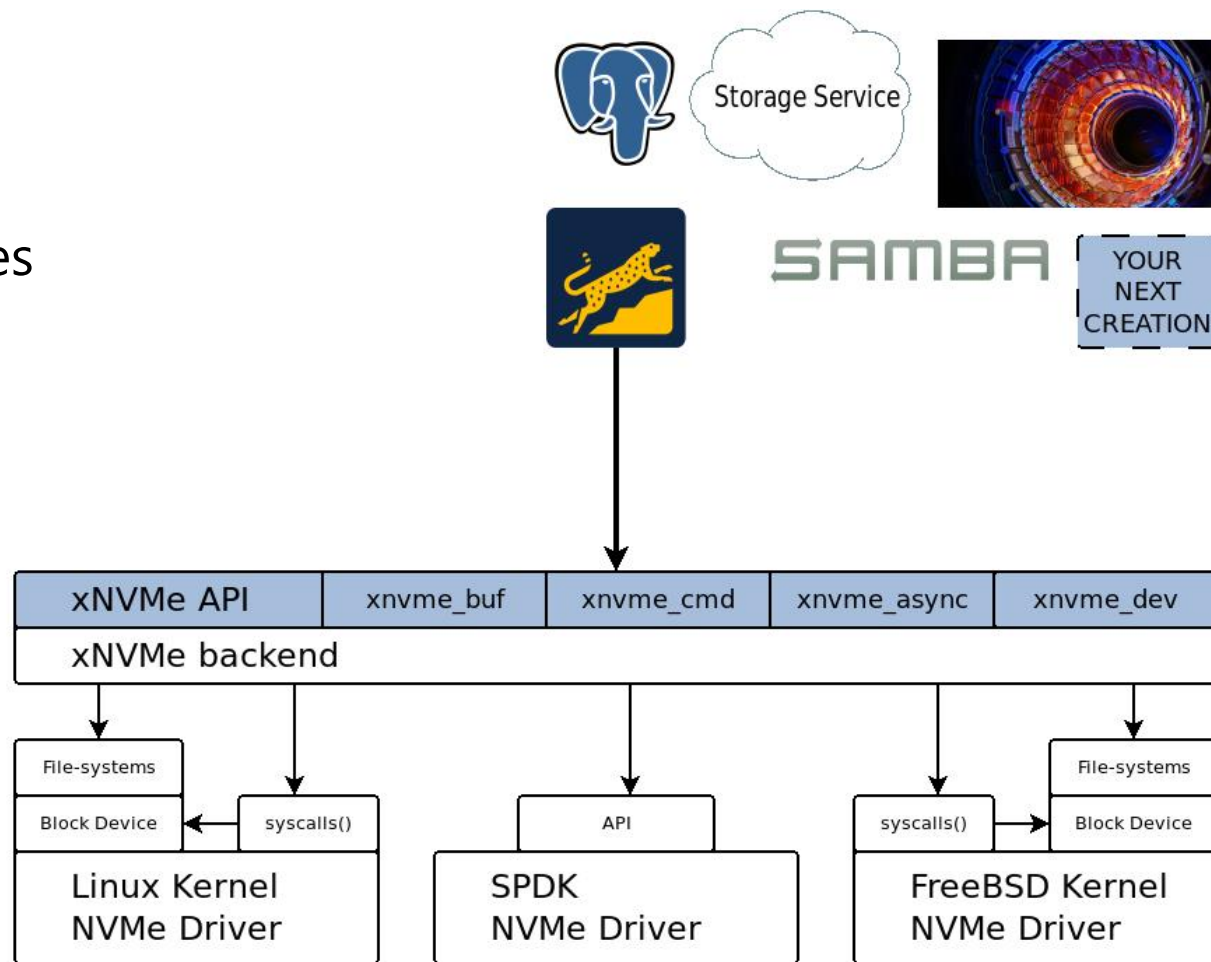 Storage Service
es
SAMBA
YOUR
NEXT
CREATION
xNVMe API
xnvme_buf
xnvme_cmd
xnvme_async
xnvme_dev
xNVMe backend
File-systems
File-systems
Block Device
syscalls()
API
syscalls()
Block Device
Linux Kernel
NVMe Driver
SPDK
NVMe Driver
FreeBSD Kernel
NVMe Driver